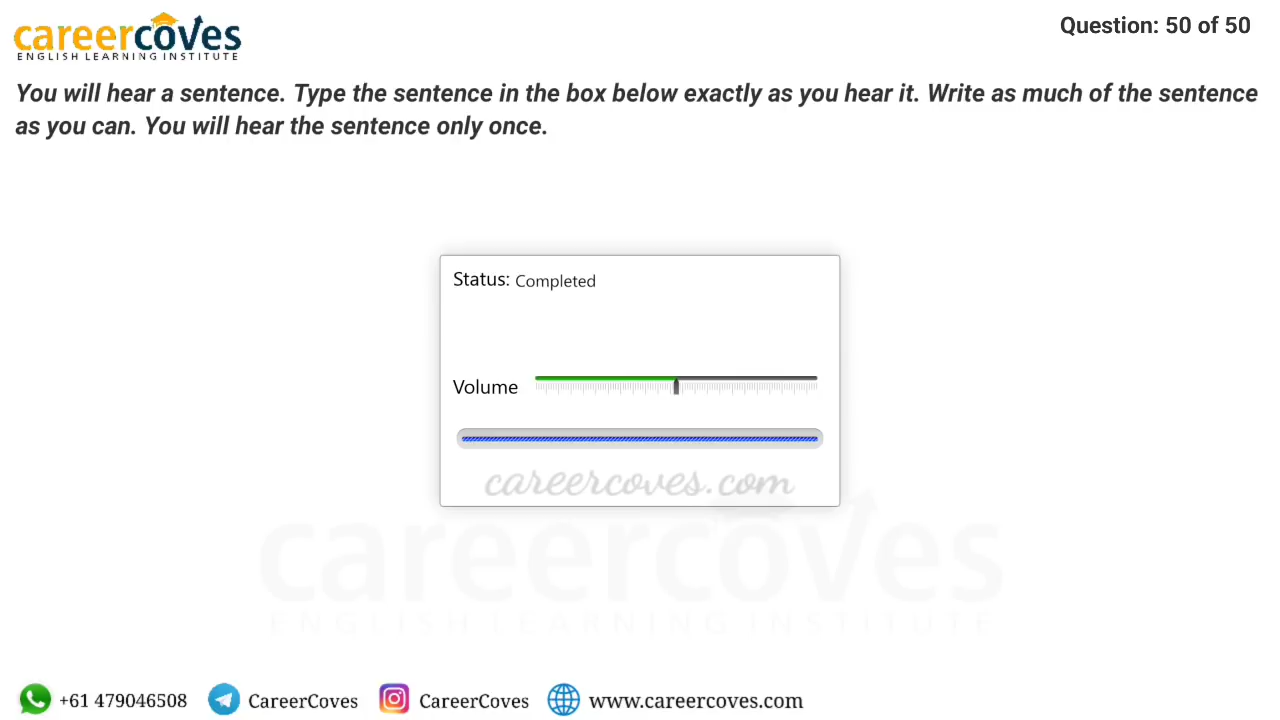 careercoves
ENGLISH LEARNING INSTITUTE
Question: 50 of 50
You will hear a sentence. Type the sentence in the box below exactly as you hear it. Write as much of the sentence
as you can. You will hear the sentence only once.
Status: Completed
Volume
careercoves.com
careercoves
ENGLISH LEARNING INSTITUTE
+61 479046508 CareerCoves CareerCoves www.careercoves.com